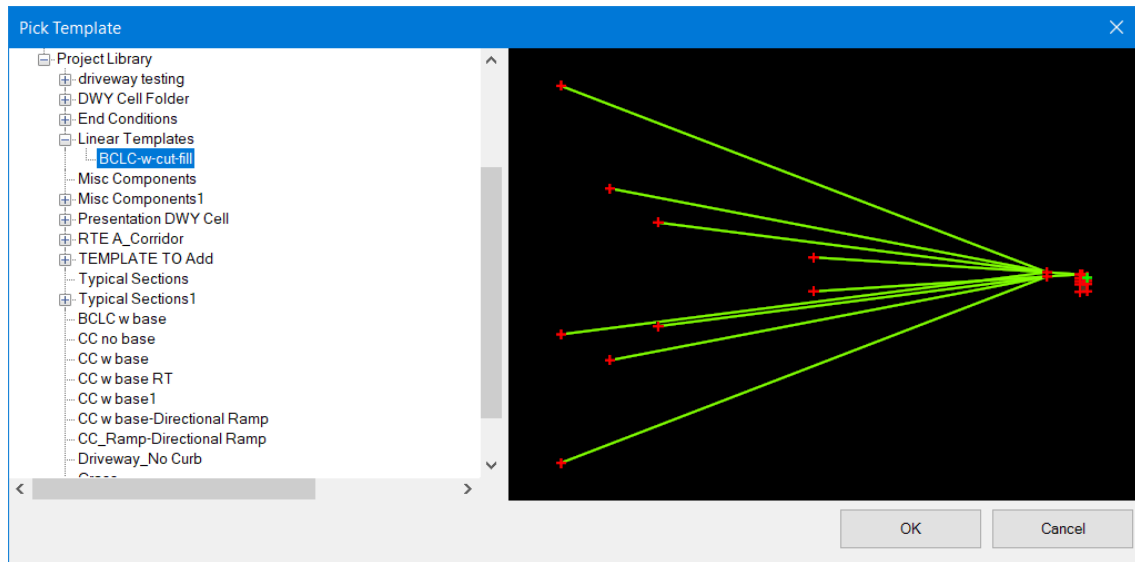 Pick Template
Project Library
driveway testing
DWY Cell Folder
End Conditions
Linear Templates
BCLC-w-cut-fill
Misc Components
Misc Components1
Presentation DWY Cell
RTE A_Corridor
TEMPLATE TO Add
Typical Sections
Typical Sections1
BCLC w base
CC no base
CC w base
CC w base RT
CC w base1
CC w base-Directional Ramp
CC_Ramp-Directional Ramp
Driveway_No Curb
OK Cancel